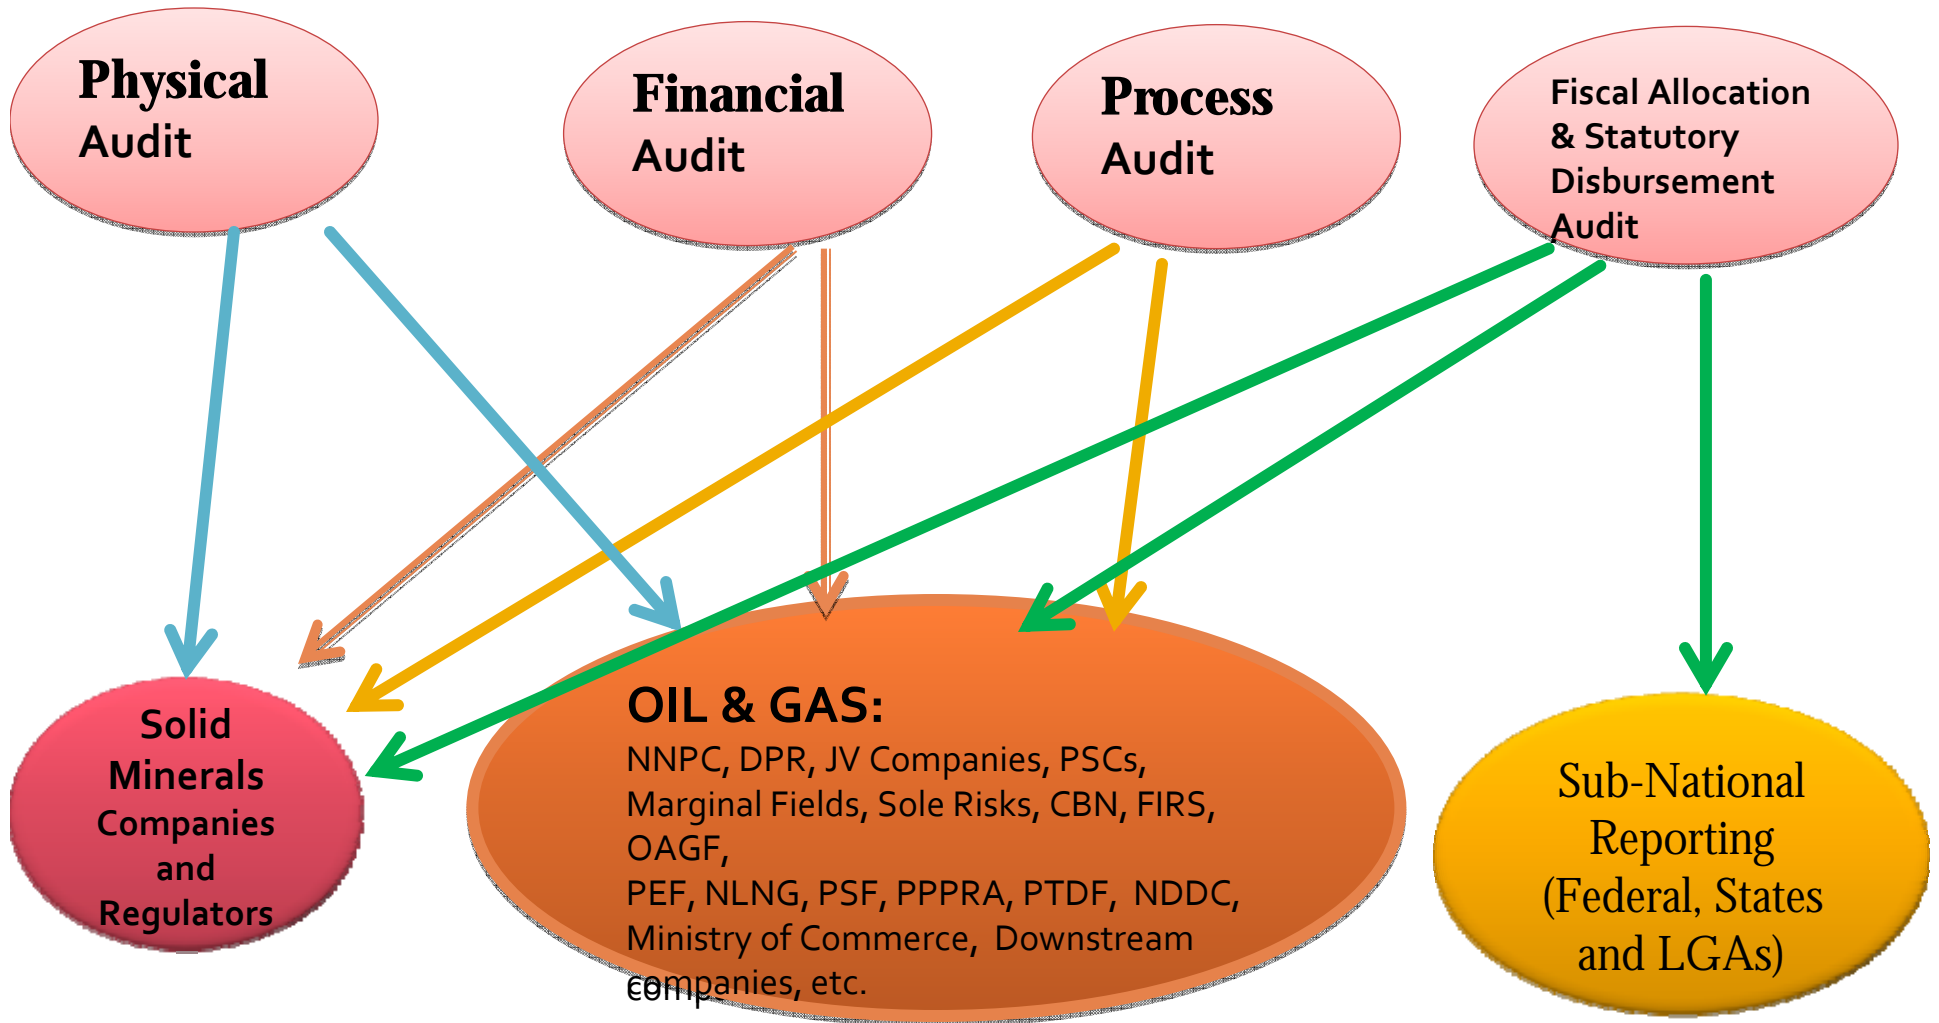 Physical
Audit
Financial
Audit
Process
Audit
Fiscal Allocation
& Statutory
Disbursement
Audit
Solid
Minerals
Companies
and
Regulators
OIL & GAS:
NNPC, DPR, JV Companies, PSCs,
Marginal Fields, Sole Risks, CBN, FIRS,
OAGF,
PEF, NLNG, PSF, PPPRA, PTDF, NDDC,
Ministry of Commerce, Downstream
companies, etc.
Sub-National
Reporting
(Federal, States
and LGAs)